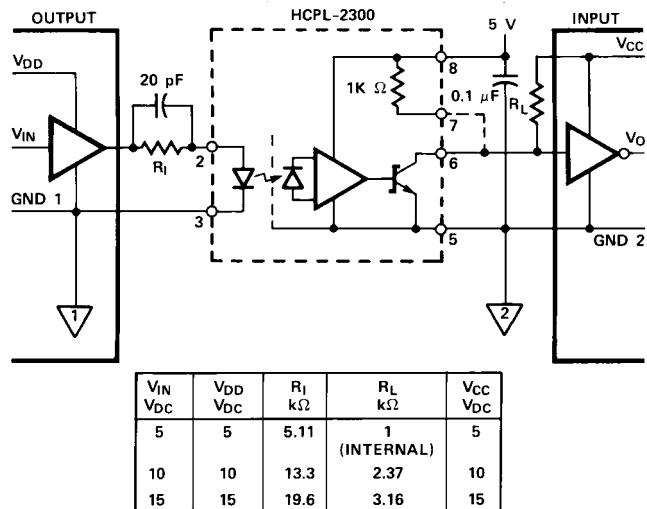 OUTPUT HCPL-2300 INPUT
5 V
VDD VCC
20 pF
8
1K Ω 0.1 μF RL
7
VIN 2 6 VO
RI
GND 1
3 5 GND 2
1 2
VIN VDD RI RL VCC
VDC VDC kΩ kΩ VDC
5 5 5.11 1 5
(INTERNAL)
10 10 13.3 2.37 10
15 15 19.6 3.16 15